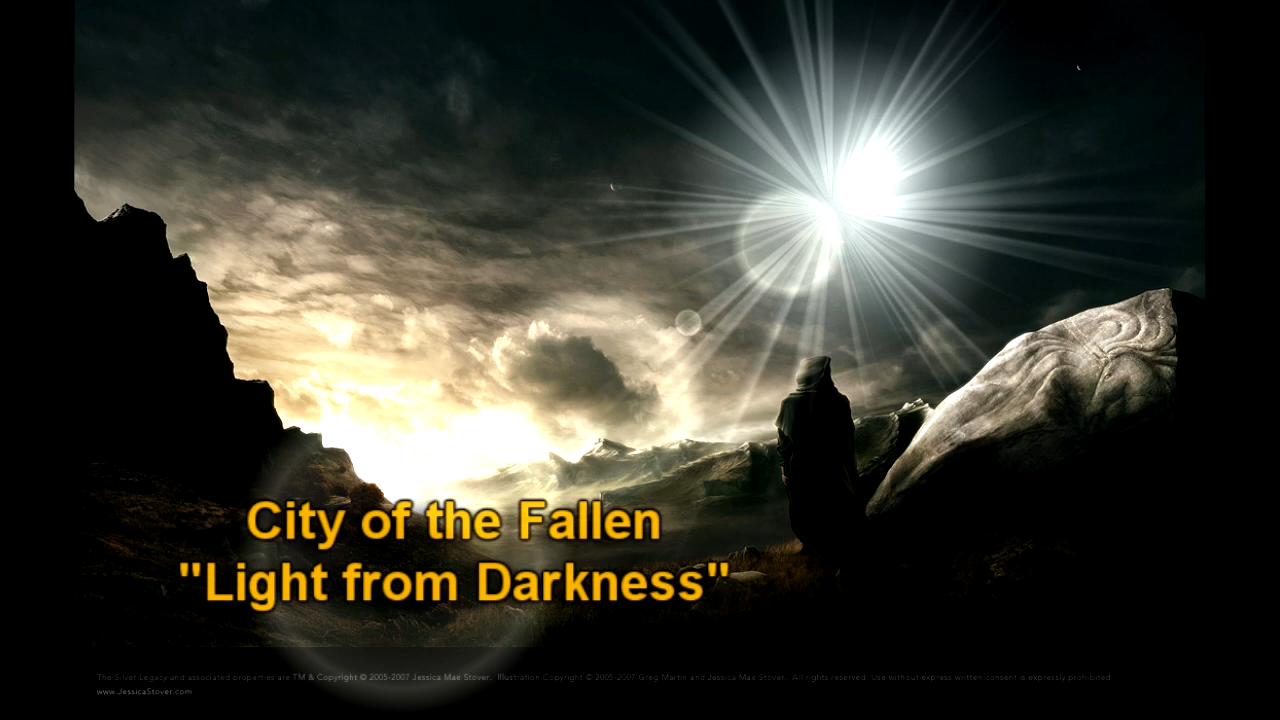 City of the Fallen
"Light from Darkness"
The Silver Legacy and associated properties are TM & Copyright © 2005-2007 Jessica Mae Stover. Illustration Copyright © 2005-2007 Greg Martin and Jessica Mae Stover. All rights reserved. Use without express written consent is expressly prohibited.
www.JessicaStover.com